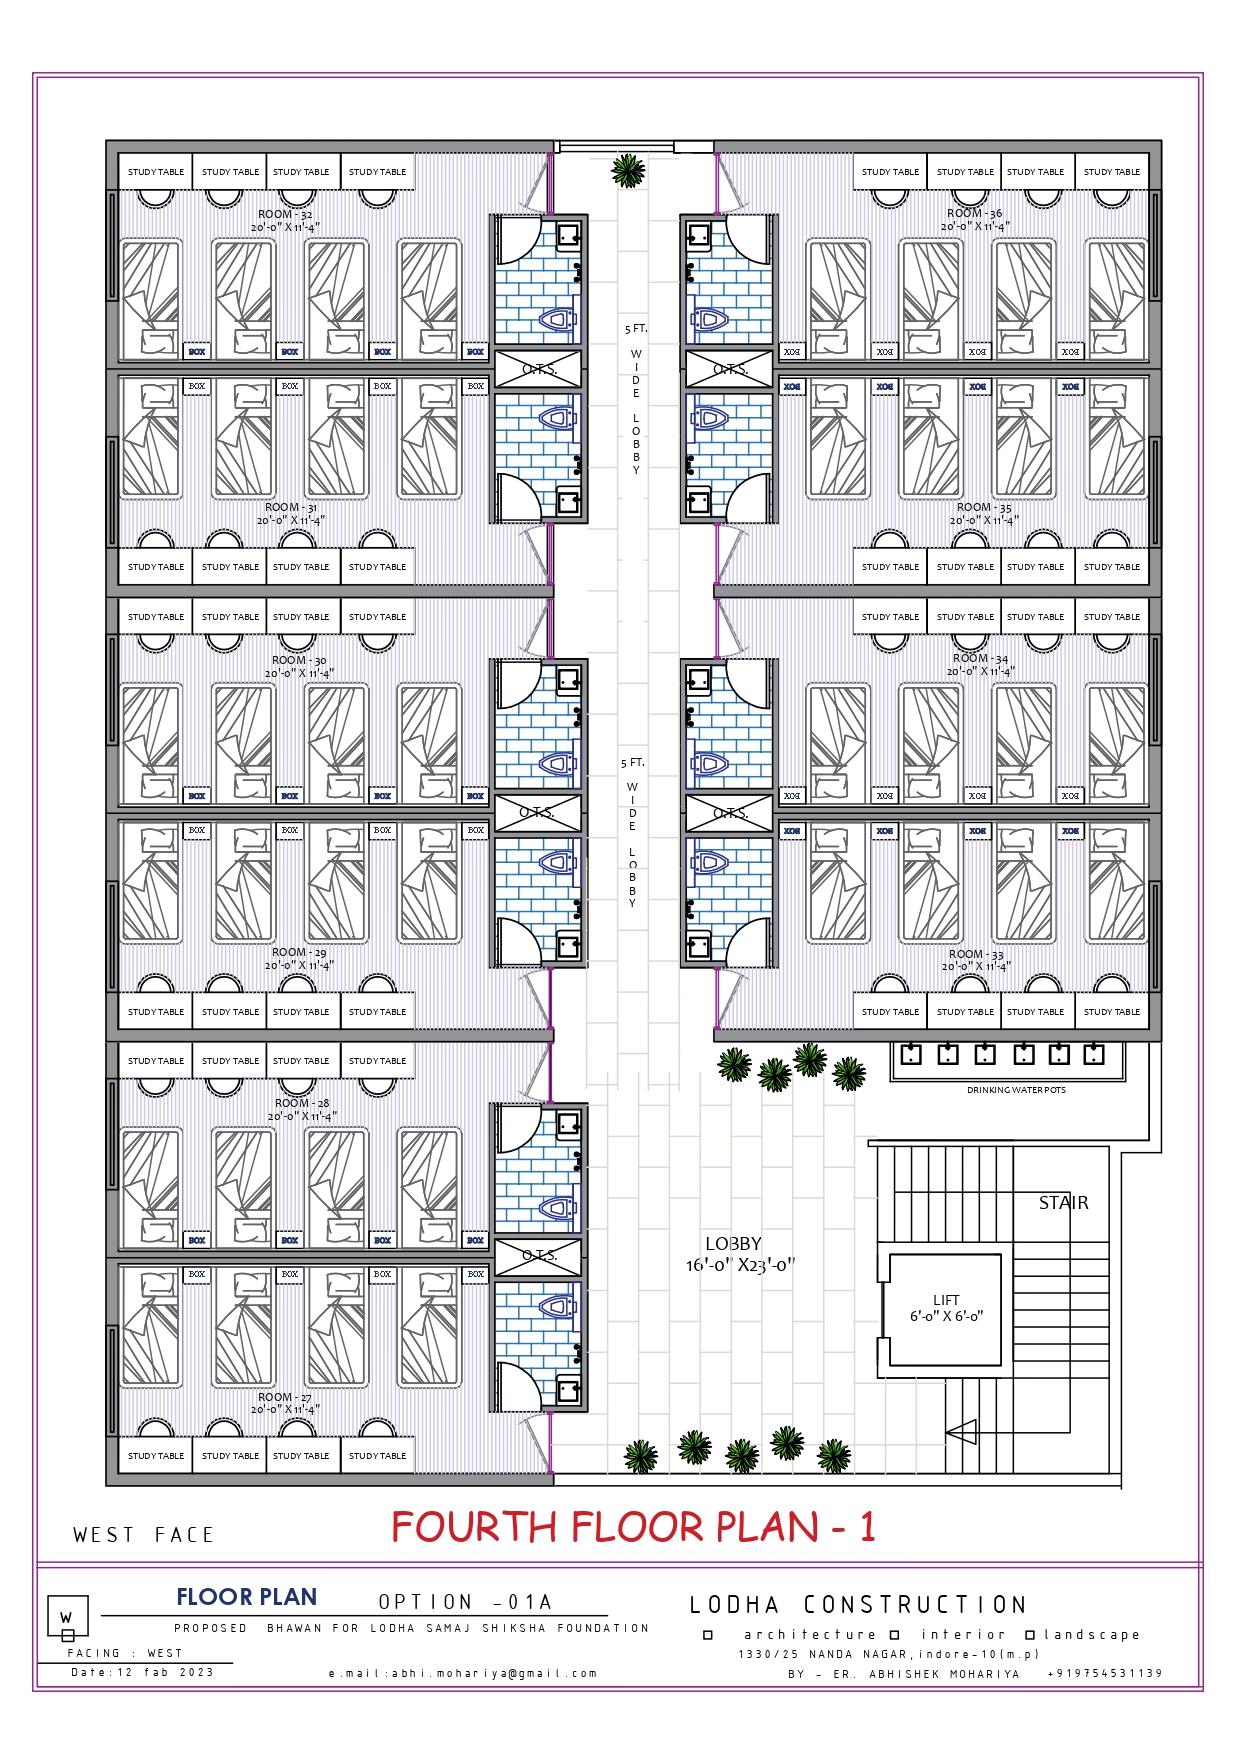 STUDY TABLE STUDY TABLE STUDY TABLE STUDY TABLE STUDY TABLE STUDY TABLE STUDY TABLE STUDY TABLE
ROOM - 32
20'-0" X 11'-4"
ROOM - 36
20'-0" X 11'-4"
5 FT. WIDE LOBBY
BOX BOX BOX BOX BOX BOX BOX BOX
O.T.S. O.T.S.
BOX BOX BOX BOX BOX BOX BOX BOX
ROOM - 31
20'-0" X 11'-4"
ROOM - 35
20'-0" X 11'-4"
STUDY TABLE STUDY TABLE STUDY TABLE STUDY TABLE STUDY TABLE STUDY TABLE STUDY TABLE STUDY TABLE
STUDY TABLE STUDY TABLE STUDY TABLE STUDY TABLE STUDY TABLE STUDY TABLE STUDY TABLE STUDY TABLE
ROOM - 30
20'-0" X 11'-4"
ROOM - 34
20'-0" X 11'-4"
5 FT. WIDE LOBBY
BOX BOX BOX BOX BOX BOX BOX BOX
O.T.S. O.T.S.
BOX BOX BOX BOX BOX BOX BOX BOX
ROOM - 29
20'-0" X 11'-4"
ROOM - 33
20'-0" X 11'-4"
STUDY TABLE STUDY TABLE STUDY TABLE STUDY TABLE STUDY TABLE STUDY TABLE STUDY TABLE STUDY TABLE
STUDY TABLE STUDY TABLE STUDY TABLE STUDY TABLE
DRINKING WATER POTS
ROOM - 28
20'-0" X 11'-4"
STAIR
BOX BOX BOX BOX
O.T.S.
LOBBY
16'-0" X23'-0"
BOX BOX BOX BOX
LIFT
6'-0" X 6'-0"
ROOM - 27
20'-0" X 11'-4"
STUDY TABLE STUDY TABLE STUDY TABLE STUDY TABLE
WEST FACE
FOURTH FLOOR PLAN - 1
W
FACING : WEST
Date:12 fab 2023
FLOOR PLAN OPTION -01A
PROPOSED BHAWAN FOR LODHA SAMAJ SHIKSHA FOUNDATION
e.mail:abhi.mohariya@gmail.com
LODHA CONSTRUCTION
architecture interior landscape
1330/25 NANDA NAGAR,indore-10(m.p)
BY - ER. ABHISHEK MOHARIYA +919754531139